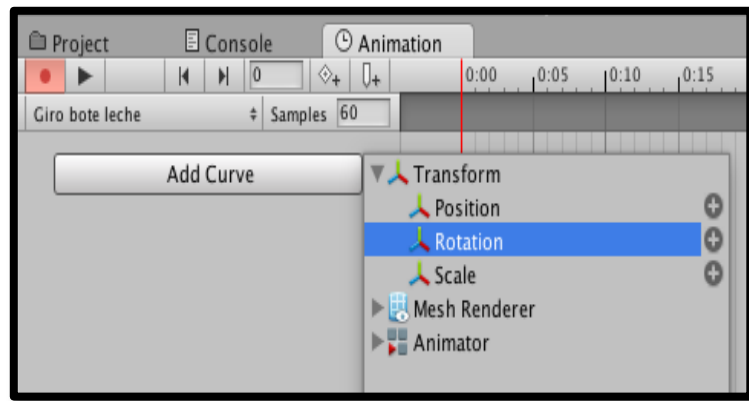 Project Console Animation
0 0:00 0:05 0:10 0:15
Giro bote leche Samples 60
Add Curve Transform
Position
Rotation
Scale
Mesh Renderer
Animator